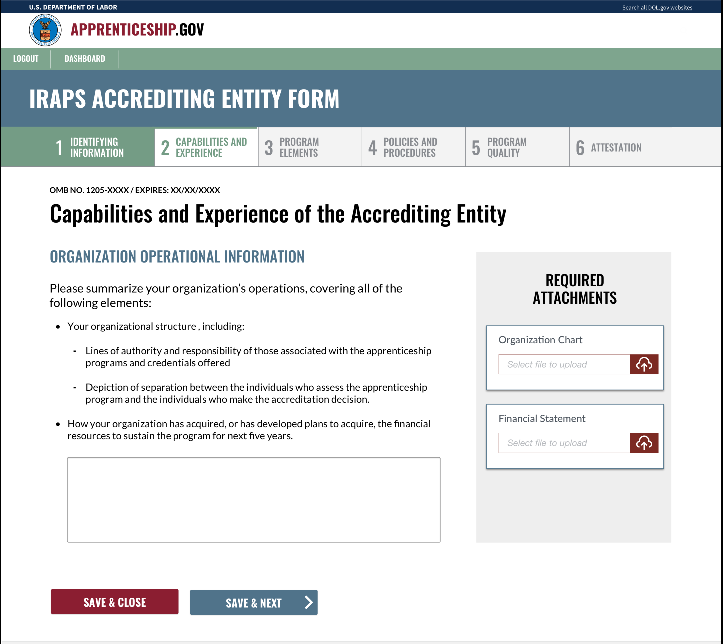 U.S. DEPARTMENT OF LABOR
Search all DOL.gov websites
APPRENTICESHIP.GOV
LOGOUT DASHBOARD
IRAPS ACCREDITING ENTITY FORM
1 IDENTIFYING INFORMATION
2 CAPABILITIES AND EXPERIENCE
3 PROGRAM ELEMENTS
4 POLICIES AND PROCEDURES
5 PROGRAM QUALITY
6 ATTESTATION
OMB NO. 1205-XXXX / EXPIRES: XX/XX/XXXX
Capabilities and Experience of the Accrediting Entity
ORGANIZATION OPERATIONAL INFORMATION
Please summarize your organization's operations, covering all of the
following elements:
• Your organizational structure , including:
- Lines of authority and responsibility of those associated with the apprenticeship
programs and credentials offered
- Depiction of separation between the individuals who assess the apprenticeship
program and the individuals who make the accreditation decision.
• How your organization has acquired, or has developed plans to acquire, the financial
resources to sustain the program for next five years.
REQUIRED
ATTACHMENTS
Organization Chart
Select file to upload
Financial Statement
Select file to upload
SAVE & CLOSE
SAVE & NEXT